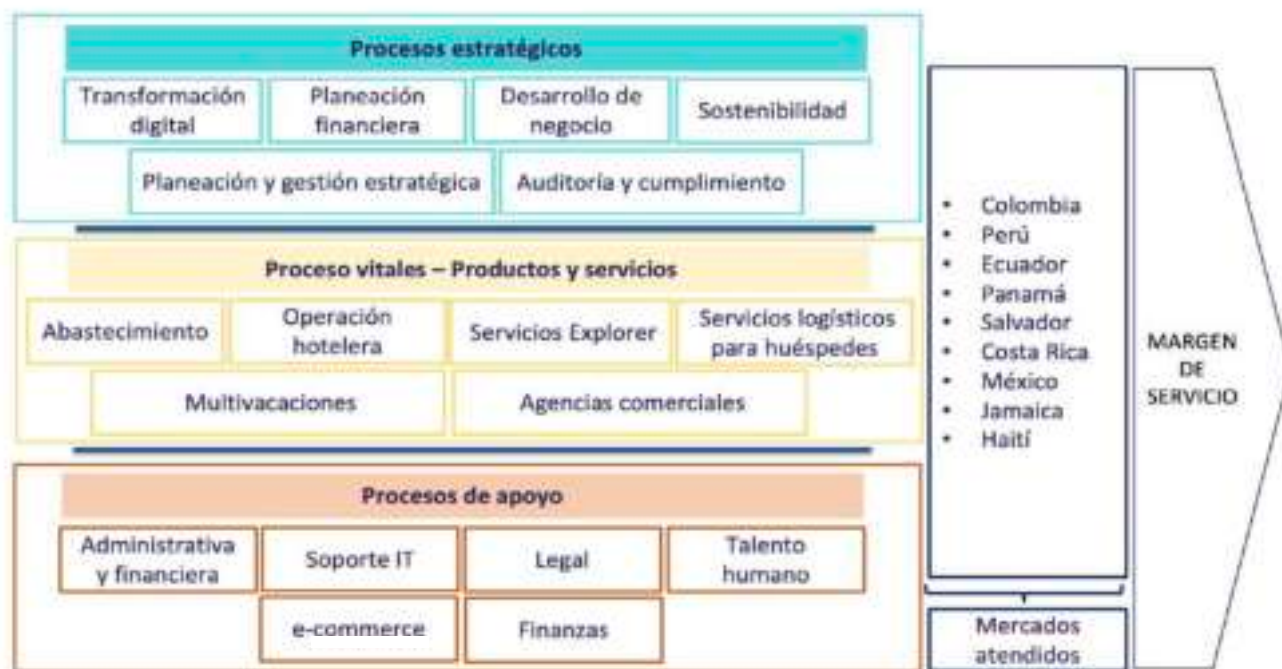 Procesos estratégicos
Transformación
digital
Planeación
financiera
Desarrollo de
negocio
Sostenibilidad
Planeación y gestión estratégica
Auditoría y cumplimiento
Proceso vitales – Productos y servicios
Abastecimiento
Operación
hotelera
Servicios Explorer
Servicios logísticos
para huéspedes
Multivacaciones
Agencias comerciales
Procesos de apoyo
Administrativa
y financiera
Soporte IT
Legal
Talento
humano
e-commerce
Finanzas
• Colombia
• Perú
• Ecuador
• Panamá
• Salvador
• Costa Rica
• México
• Jamaica
• Haití
Mercados
atendidos
MARGEN
DE
SERVICIO